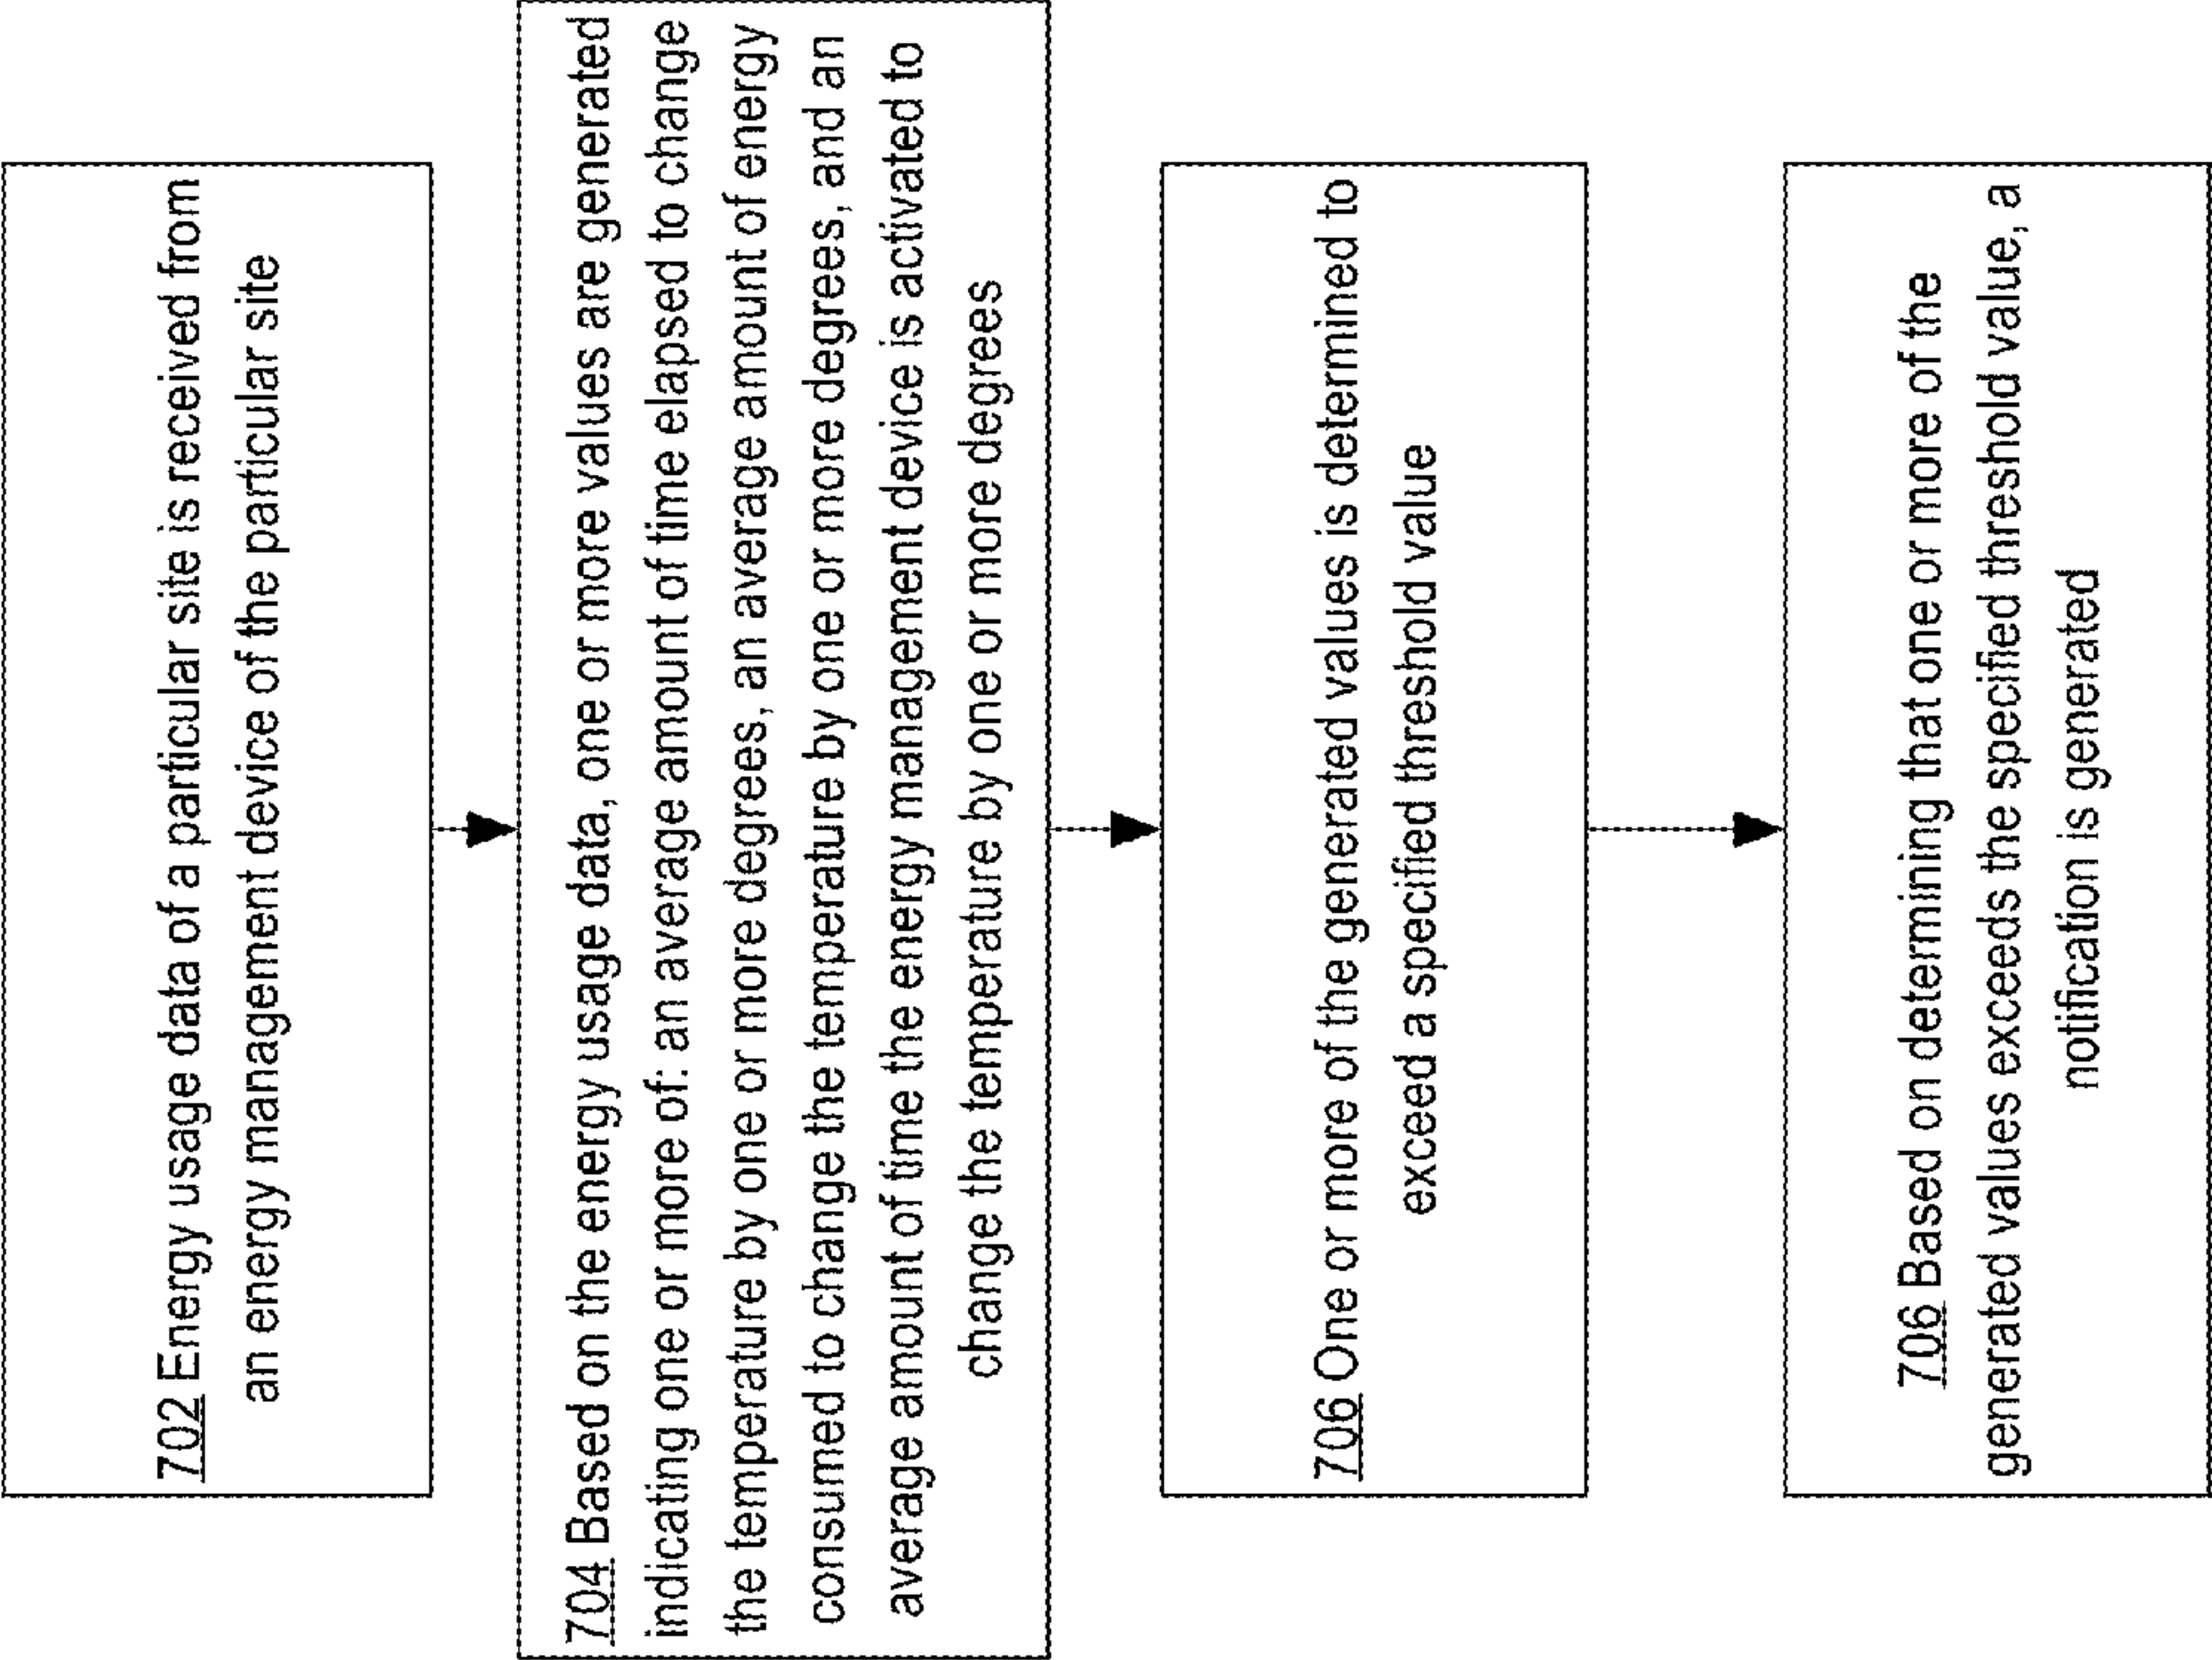 702 Energy usage data of a particular site is received from
an energy management device of the particular site
704 Based on the energy usage data, one or more values are generated
indicating one or more of: an average amount of time elapsed to change
the temperature by one or more degrees, an average amount of energy
consumed to change the temperature by one or more degrees, and an
average amount of time the energy management device is activated to
change the temperature by one or more degrees
706 One or more of the generated values is determined to
exceed a specified threshold value
706 Based on determining that one or more of the
generated values exceeds the specified threshold value, a
notification is generated